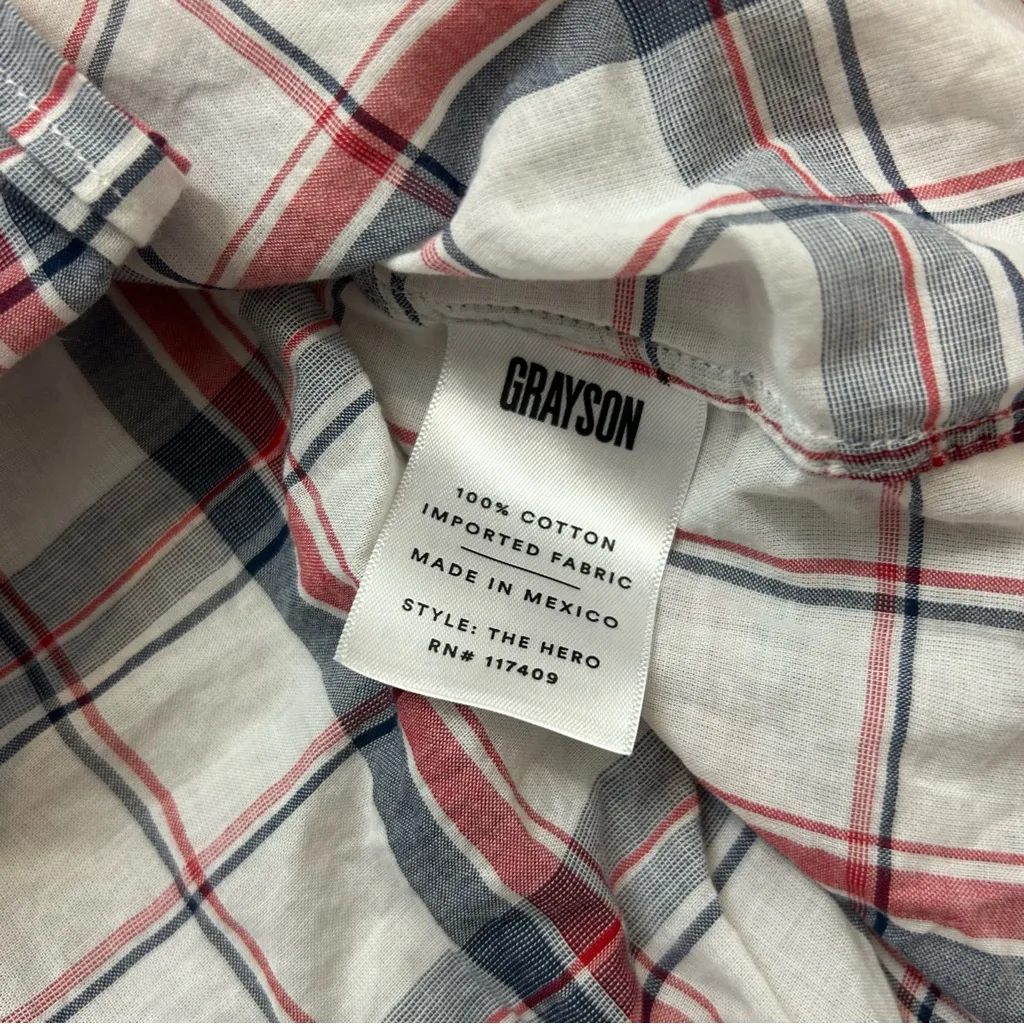 GRAYSON
100% COTTON
IMPORTED FABRIC
MADE IN MEXICO
STYLE: THE HERO
RN# 117409